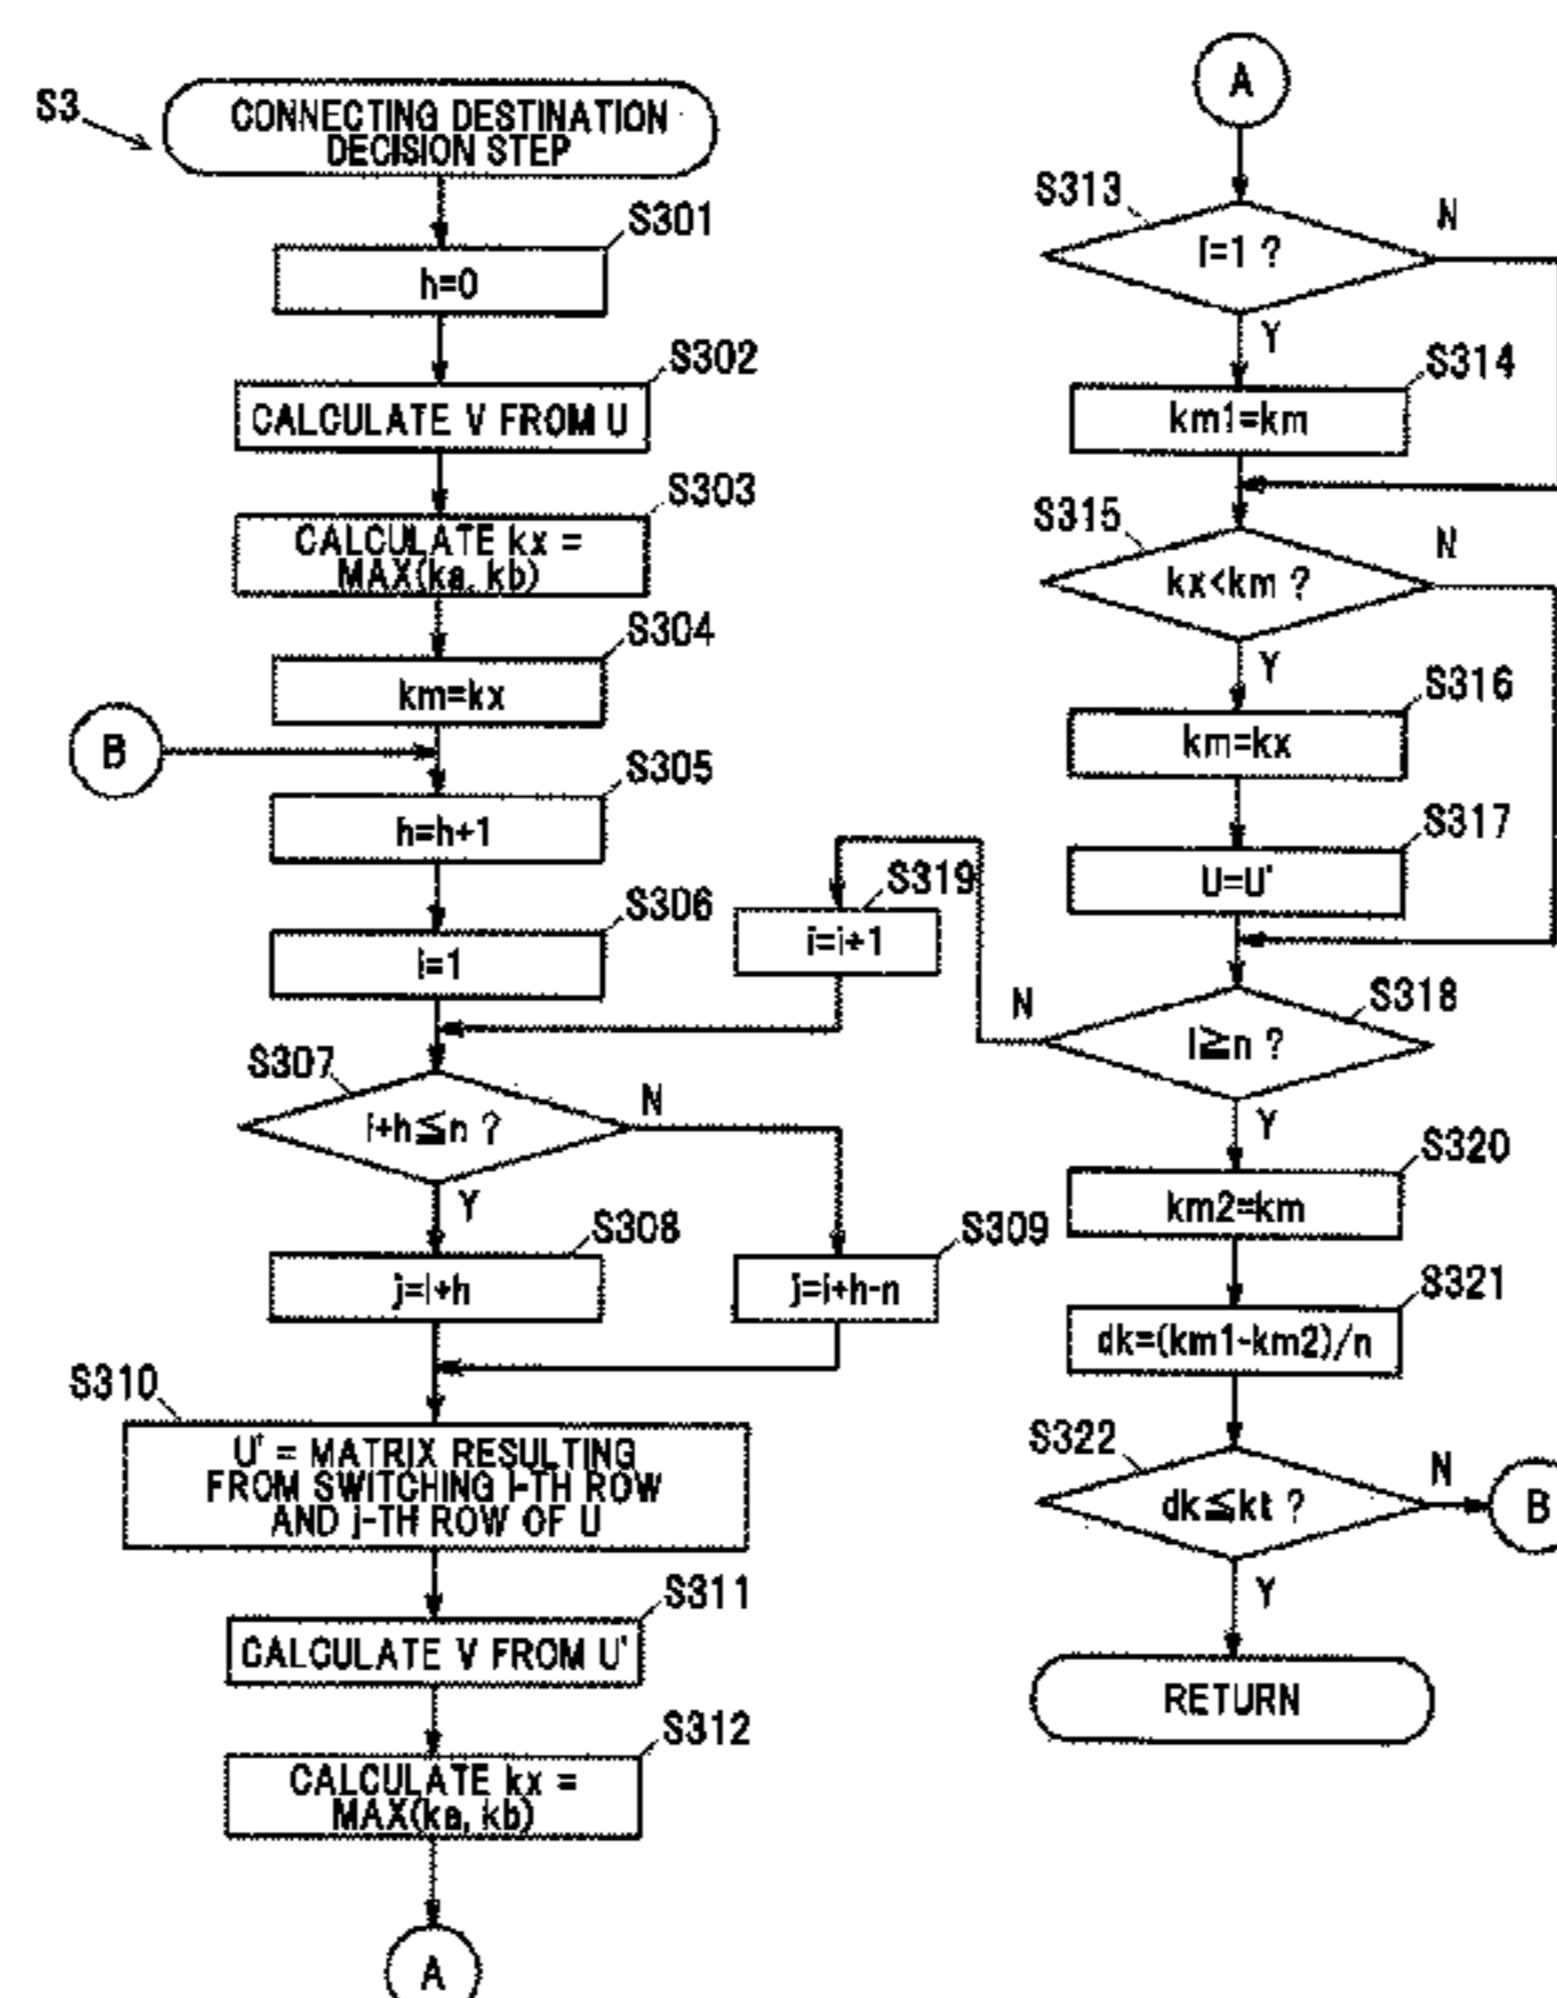 S3
CONNECTING DESTINATION
DECISION STEP
S301
h=0
S302
CALCULATE V FROM U
S303
CALCULATE kx =
MAX(ka, kb)
S304
km=kx
B
S305
h=h+1
S306
i=1
S307
i+h≦n ?
N
Y
S308
j=i+h
S309
j=i+h-n
S310
U' = MATRIX RESULTING
FROM SWITCHING i-TH ROW
AND j-TH ROW OF U
S311
CALCULATE V FROM U'
S312
CALCULATE kx =
MAX(ka, kb)
A
A
S313
i=1 ?
N
Y
S314
km1=km
S315
kx<km ?
N
Y
S316
km=kx
S317
U=U'
S319
i=i+1
S318
i≧n ?
N
Y
S320
km2=km
S321
dk=(km1-km2)/n
S322
dk≦kt ?
N
B
Y
RETURN